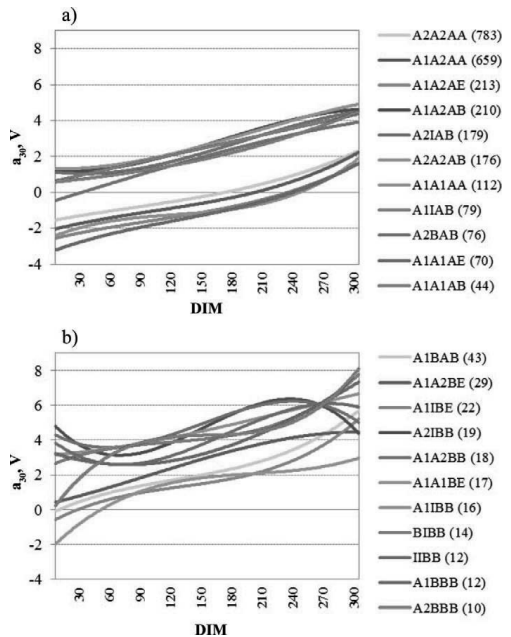 a)
8
6
4
2
0
-2
-4
a₃₀, V
30
60
90
120
150
180
210
240
270
300
DIM
A2A2AA (783)
A1A2AA (659)
A1A2AE (213)
A1A2AB (210)
A2IAB (179)
A2A2AB (176)
A1A1AA (112)
A1IAB (79)
A2BAB (76)
A1A1AE (70)
A1A1AB (44)
b)
8
6
4
2
0
-2
-4
a₃₀, V
30
60
90
120
150
180
210
240
270
300
DIM
A1BAB (43)
A1A2BE (29)
A1IBE (22)
A2IBB (19)
A1A2BB (18)
A1A1BE (17)
A1IBB (16)
BIBB (14)
IIBB (12)
A1BBB (12)
A2BBB (10)